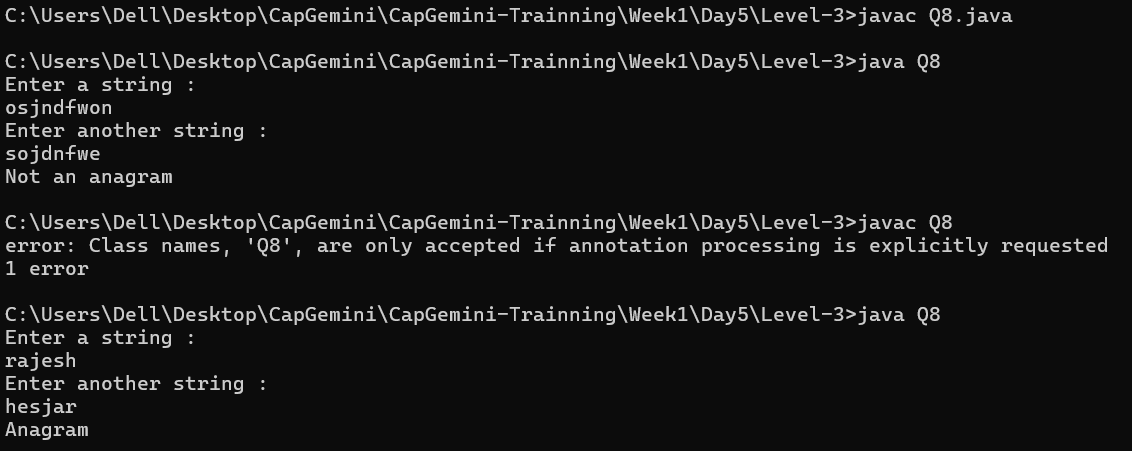 C:\Users\Dell\Desktop\CapGemini\CapGemini-Trainning\Week1\Day5\Level-3>javac Q8.java
C:\Users\Dell\Desktop\CapGemini\CapGemini-Trainning\Week1\Day5\Level-3>java Q8
Enter a string :
osjndfwon
Enter another string :
sojdnfwe
Not an anagram
C:\Users\Dell\Desktop\CapGemini\CapGemini-Trainning\Week1\Day5\Level-3>javac Q8
error: Class names, 'Q8', are only accepted if annotation processing is explicitly requested
1 error
C:\Users\Dell\Desktop\CapGemini\CapGemini-Trainning\Week1\Day5\Level-3>java Q8
Enter a string :
rajesh
Enter another string :
hesjar
Anagram